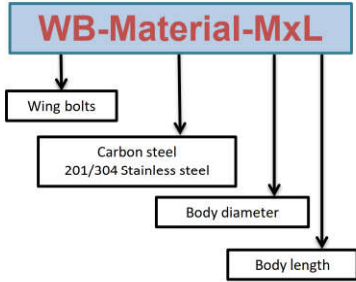 WB-Material-MxL
Wing bolts
Carbon steel
201/304 Stainless steel
Body diameter
Body length